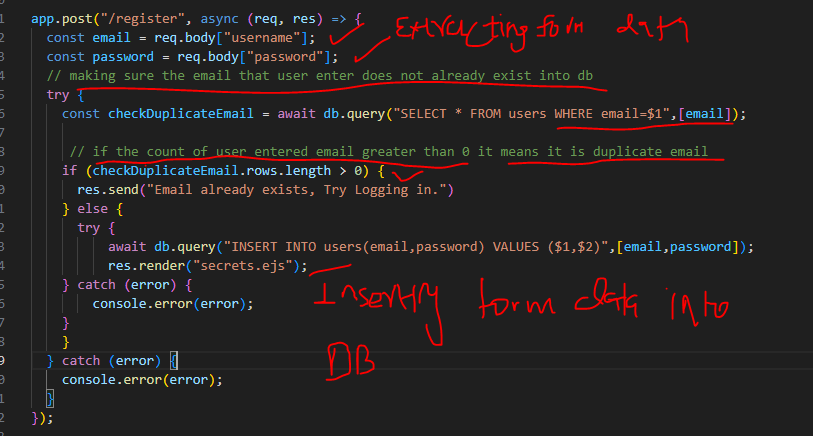 app.post("/register", async (req, res) => {
const email = req.body["username"]; Extracting form data
const password = req.body["password"];
// making sure the email that user enter does not already exist into db
try {
const checkDuplicateEmail = await db.query("SELECT * FROM users WHERE email=$1",[email]);
// if the count of user entered email greater than 0 it means it is duplicate email
if (checkDuplicateEmail.rows.length > 0) {
res.send("Email already exists, Try Logging in.")
} else {
try {
await db.query("INSERT INTO users(email,password) VALUES ($1,$2)",[email,password]);
res.render("secrets.ejs");
} catch (error) {
console.error(error);
Inserting form data into
}
}
DB
} catch (error) {
console.error(error);
}
});